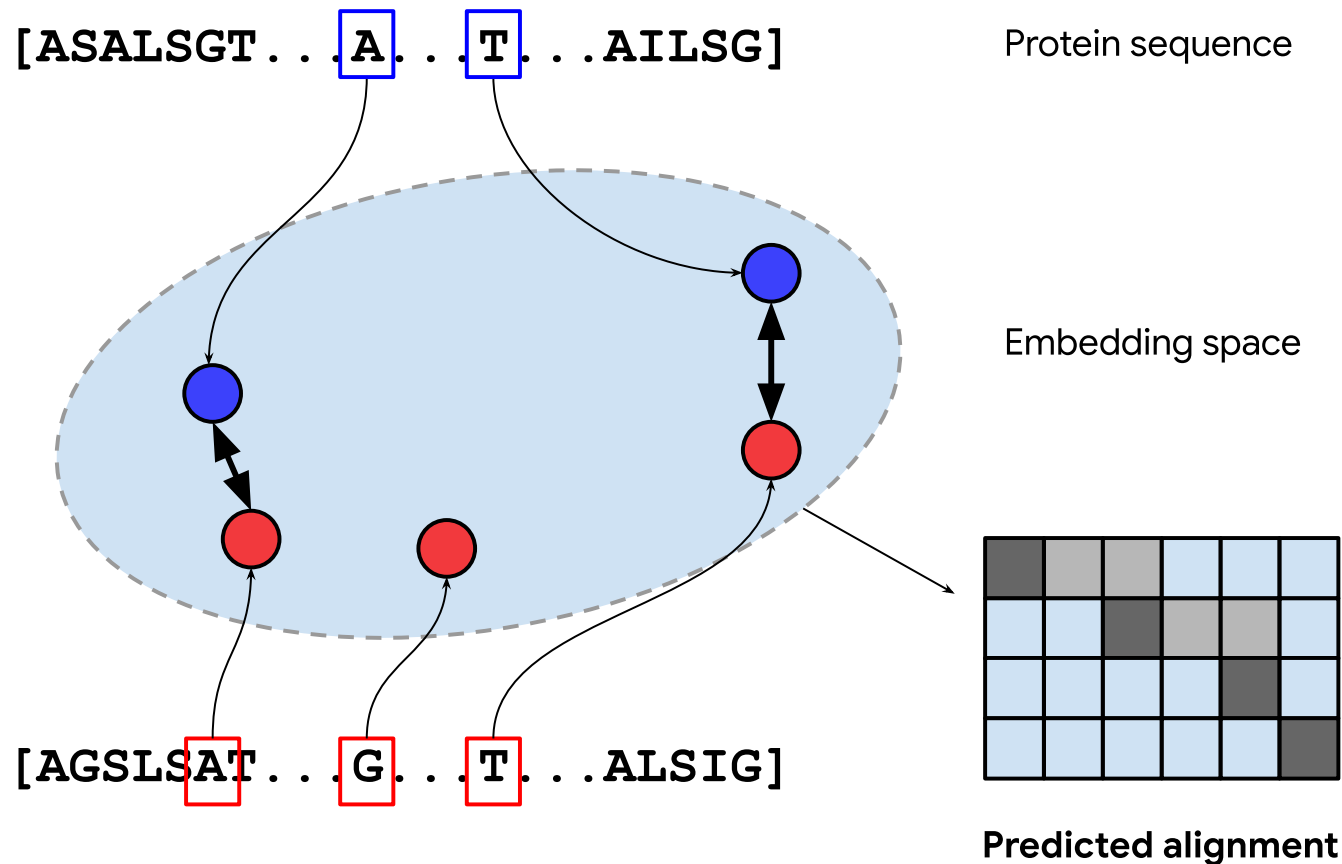 [ASALSGT...A...T...AILSG]
Protein sequence
Embedding space
[AGSLSAT...G...T...ALSIG]
Predicted alignment